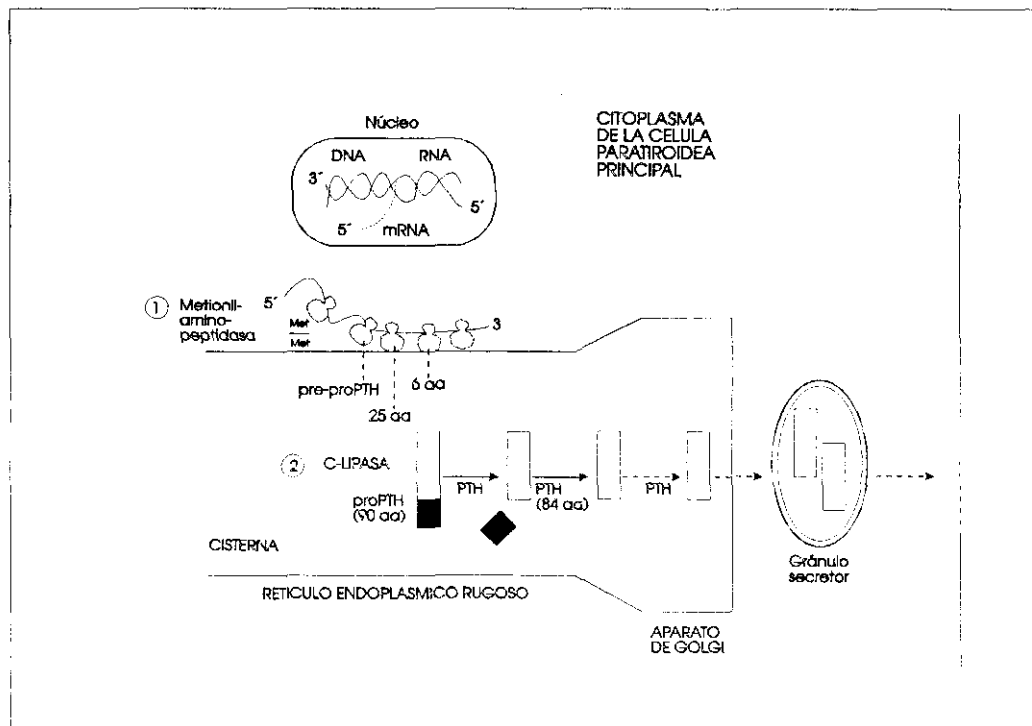 Núcleo
DNA RNA
3´
5´
5´ mRNA
CITOPLASMA
DE LA CELULA
PARATIROIDEA
PRINCIPAL
1 Metionil-
amino-
peptidasa
5´
Met
Met
3
pre-proPTH
25 aa
6 aa
2 C-LIPASA
proPTH
(90 aa)
PTH
PTH
(84 aa)
PTH
CISTERNA
RETICULO ENDOPLASMICO RUGOSO
APARATO
DE GOLGI
Gránulo
secretor